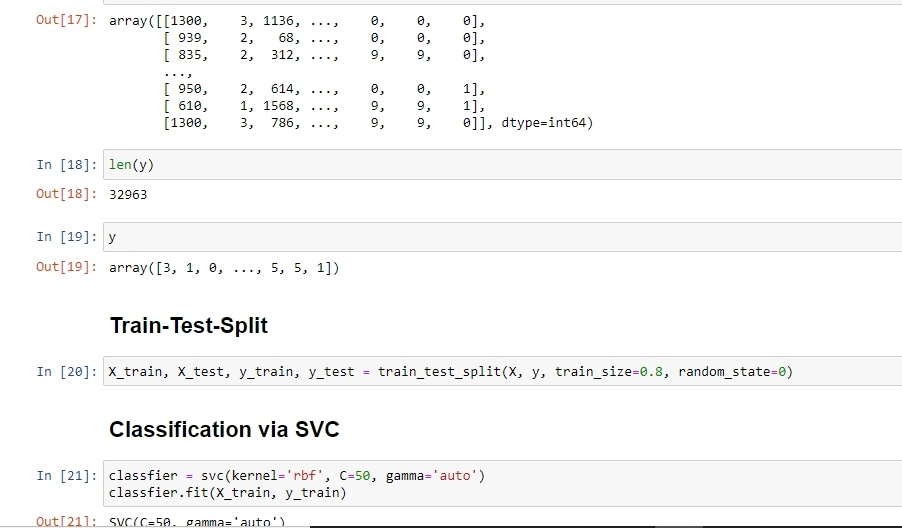 Out[17]: array([[1300, 3, 1136, ..., 0, 0, 0],
[ 939, 2, 68, ..., 0, 0, 0],
[ 835, 2, 312, ..., 9, 9, 0],
...,
[ 950, 2, 614, ..., 0, 0, 1],
[ 610, 1, 1568, ..., 9, 9, 1],
[1300, 3, 786, ..., 9, 9, 0]], dtype=int64)
In [18]: len(y)
Out[18]: 32963
In [19]: y
Out[19]: array([3, 1, 0, ..., 5, 5, 1])
Train-Test-Split
In [20]: X_train, X_test, y_train, y_test = train_test_split(X, y, train_size=0.8, random_state=0)
Classification via SVC
In [21]: classfier = svc(kernel='rbf', C=50, gamma='auto')
classfier.fit(X_train, y_train)
Out[21]: SVC(C=50, gamma='auto')